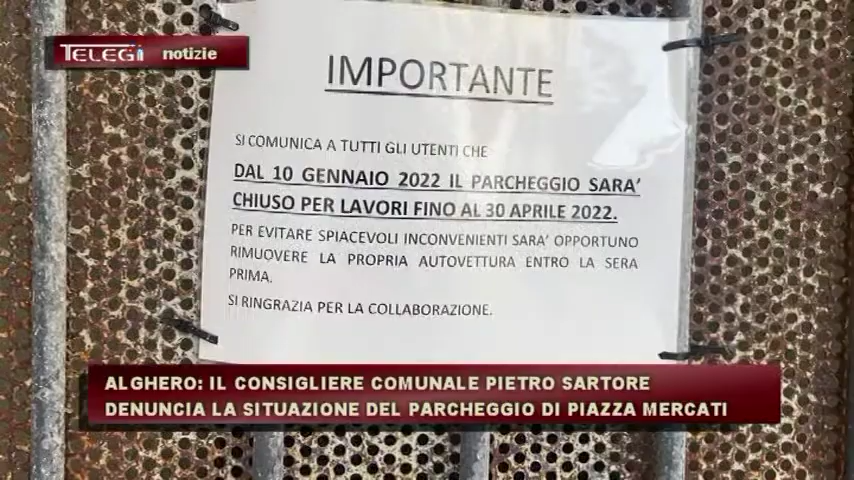 TELEGì notizie
IMPORTANTE
SI COMUNICA A TUTTI GLI UTENTI CHE
DAL 10 GENNAIO 2022 IL PARCHEGGIO SARA'
CHIUSO PER LAVORI FINO AL 30 APRILE 2022.
PER EVITARE SPIACEVOLI INCONVENIENTI SARA' OPPORTUNO
RIMUOVERE LA PROPRIA AUTOVETTURA ENTRO LA SERA
PRIMA.
SI RINGRAZIA PER LA COLLABORAZIONE.
ALGHERO: IL CONSIGLIERE COMUNALE PIETRO SARTORE
DENUNCIA LA SITUAZIONE DEL PARCHEGGIO DI PIAZZA MERCATI